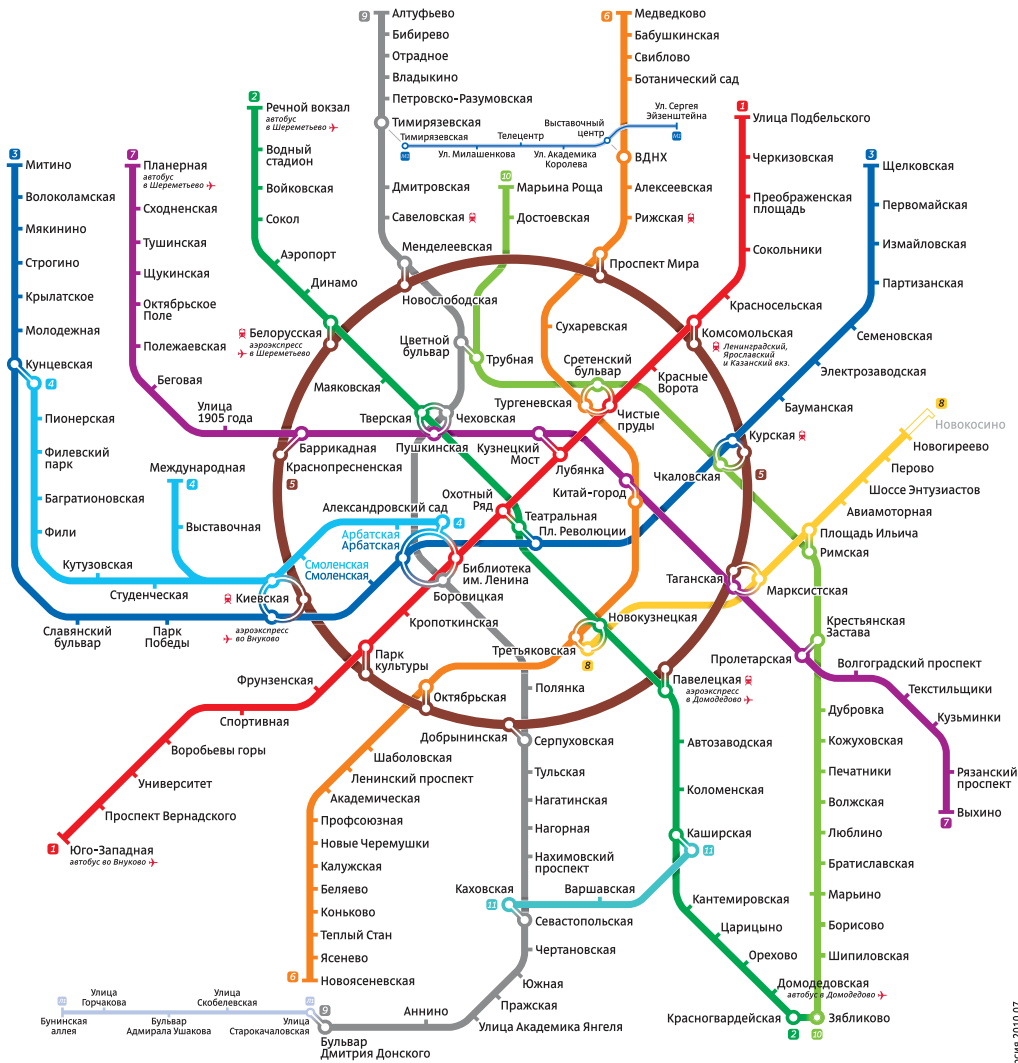 9
Алтуфьево
Бибирево
Отрадное
Владыкино
Петровско-Разумовская
Тимирязевская
Дмитровская
Савеловская
Менделеевская
Новослободская
Цветной
бульвар
Чеховская
6
Медведково
Бабушкинская
Свиблово
Ботанический сад
ВДНХ
Алексеевская
Рижская
Проспект Мира
Сухаревская
Тургеневская
Тимирязевская
Ул. Милашенкова
Телецентр
Ул. Академика
Королева
Выставочный
центр
Ул. Сергея
Эйзенштейна
2
Речной вокзал
автобус
в Шереметьево
Водный
стадион
Войковская
Сокол
Аэропорт
Динамо
Белорусская
аэроэкспресс
в Шереметьево
Маяковская
Тверская
1
Улица Подбельского
Черкизовская
Преображенская
площадь
Сокольники
Красносельская
Комсомольская
Ленинградский,
Ярославский
и Казанский вкз.
Красные
Ворота
Чистые
пруды
10
Марьина Роща
Достоевская
Трубная
Сретенский
бульвар
3
Митино
Волоколамская
Мякинино
Строгино
Крылатское
Молодежная
Кунцевская
4
Пионерская
Филевский
парк
Багратионовская
Фили
Кутузовская
Студенческая
Славянский
бульвар
Парк
Победы
7
Планерная
автобус
в Шереметьево
Сходненская
Тушинская
Щукинская
Октябрьское
Поле
Полежаевская
Беговая
Улица
1905 года
Баррикадная
Краснопресненская
5
Пушкинская
Кузнецкий
Мост
Лубянка
Китай-город
3
Щелковская
Первомайская
Измайловская
Партизанская
Семеновская
Электрозаводская
Бауманская
Курская
Чкаловская
5
8
Новокосино
Новогиреево
Перово
Шоссе Энтузиастов
Авиамоторная
Площадь Ильича
Римская
Международная
4
Выставочная
Александровский сад
4
Арбатская
Арбатская
Смоленская
Смоленская
Киевская
аэроэкспресс
во Внуково
Охотный
Ряд
Театральная
Пл. Революции
Библиотека
им. Ленина
Боровицкая
Кропоткинская
Парк
культуры
Фрунзенская
Спортивная
Воробьевы горы
Университет
Проспект Вернадского
1
Юго-Западная
автобус во Внуково
Таганская
Марксистская
Новокузнецкая
Третьяковская
8
Крестьянская
Застава
Пролетарская
Волгоградский проспект
Текстильщики
Кузьминки
Рязанский
проспект
Выхино
7
Павелецкая
аэроэкспресс
в Домодедово
Автозаводская
Коломенская
Каширская
11
Варшавская
Каховская
11
Кантемировская
Царицыно
Орехово
Домодедовская
автобус в Домодедово
Красногвардейская
2
Дубровка
Кожуховская
Печатники
Волжская
Люблино
Братиславская
Марьино
Борисово
Шипиловская
Зябликово
10
Октябрьская
Шаболовская
Ленинский проспект
Академическая
Профсоюзная
Новые Черемушки
Калужская
Беляево
Коньково
Теплый Стан
Ясенево
6
Новоясеневская
Полянка
Добрынинская
Серпуховская
Тульская
Нагатинская
Нагорная
Нахимовский
проспект
Севастопольская
Чертановская
Южная
Пражская
Улица Академика Янгеля
Аннино
9
Бульвар
Дмитрия Донского
Улица
Старокачаловская
Улица
Скобелевская
Бульвар
Адмирала Ушакова
Улица
Горчакова
Бунинская
аллея